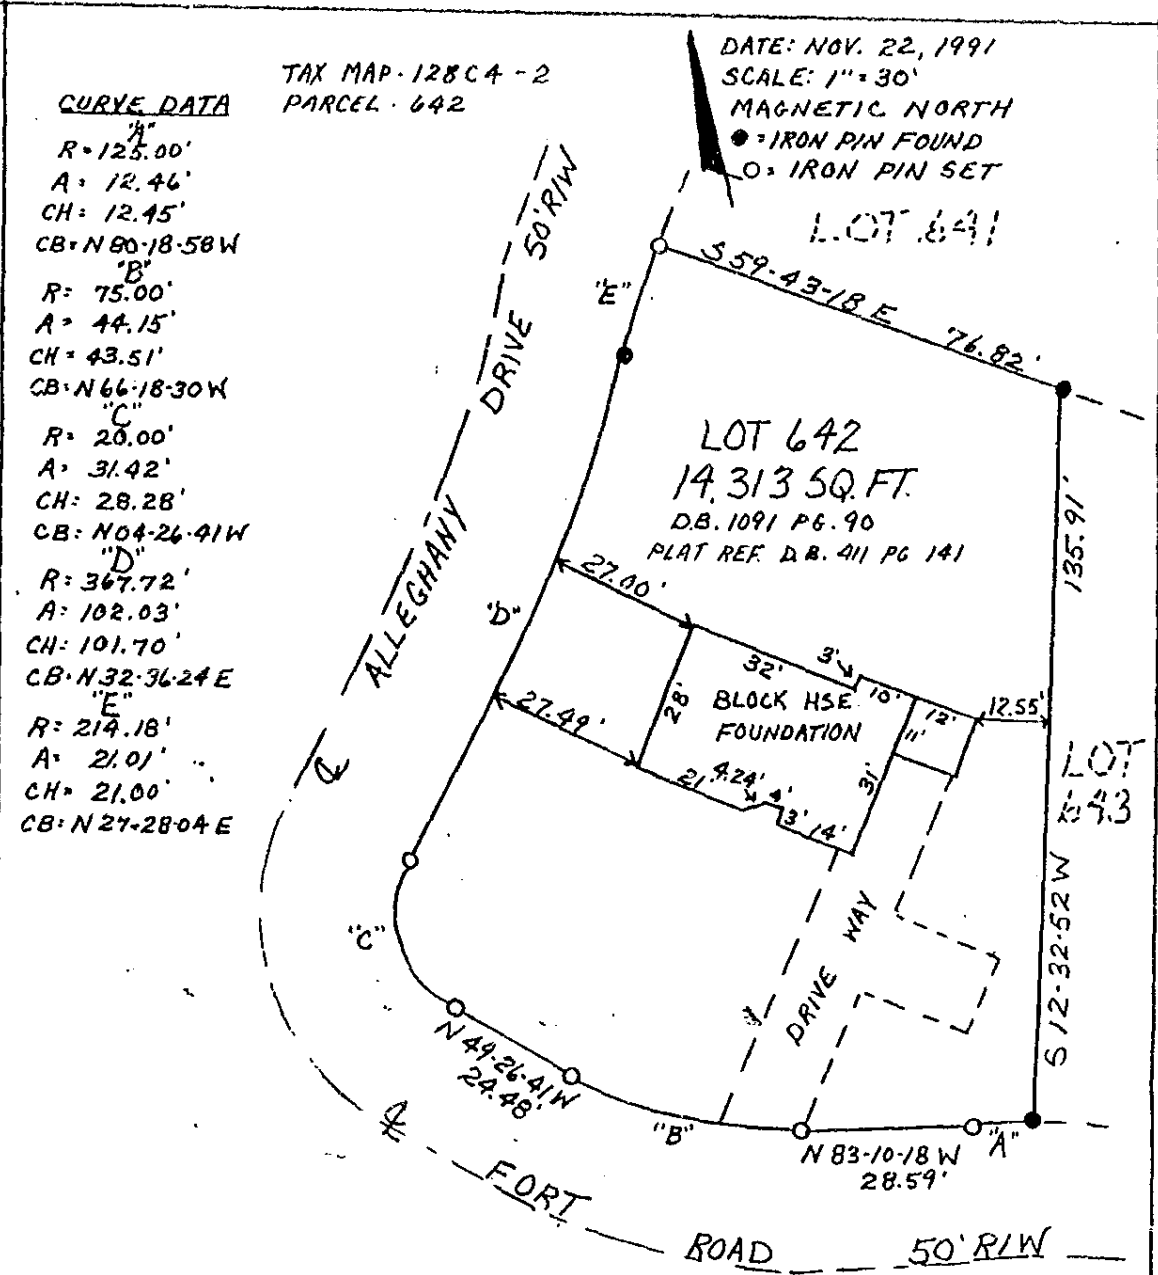 TAX MAP · 128C4 - 2
PARCEL · 642
DATE: NOV. 22, 1991
SCALE: 1" = 30'
MAGNETIC NORTH
● = IRON PIN FOUND
○ = IRON PIN SET
CURVE DATA
"A"
R = 125.00'
A = 12.46'
CH = 12.45'
CB = N 80-18-58 W
"B"
R = 75.00'
A = 44.15'
CH = 43.51'
CB = N 66-18-30 W
"C"
R = 20.00'
A = 31.42'
CH = 28.28'
CB = N 04-26-41 W
"D"
R = 367.72'
A = 102.03'
CH = 101.70'
CB = N 32-36-24 E
"E"
R = 214.18'
A = 21.01'
CH = 21.00'
CB = N 27-28-04 E
LOT 641
S 59-43-18 E 76.82'
"E"
ALLEGHANY DRIVE 50' R/W
LOT 642
14,313 SQ. FT.
D.B. 1091 PG. 90
PLAT REF. D.B. 411 PG 141
135.91'
S 12-32-52 W
"D"
27.00'
27.49'
32'
3'
10'
12'
12.55'
28'
BLOCK HSE
FOUNDATION
11'
31'
21'
4.24'
4'
3'
14'
LOT
643
℄
"C"
DRIVE WAY
N 49-26-41 W
24.48'
"B"
N 83-10-18 W
28.59'
"A"
℄
FORT ROAD 50' R/W